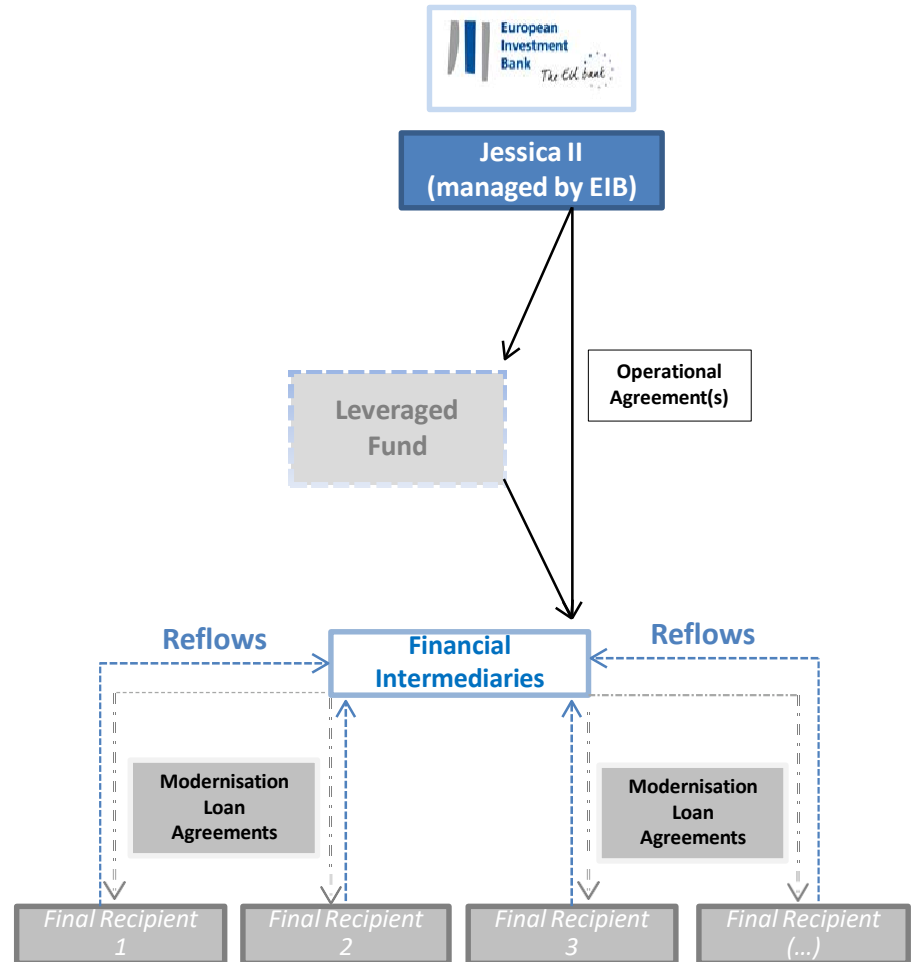 European
Investment
Bank
The EU bank
Jessica II
(managed by EIB)
Operational
Agreement(s)
Leveraged
Fund
Reflows
Financial
Intermediaries
Reflows
Modernisation
Loan
Agreements
Modernisation
Loan
Agreements
Final Recipient
1
Final Recipient
2
Final Recipient
3
Final Recipient
(...)